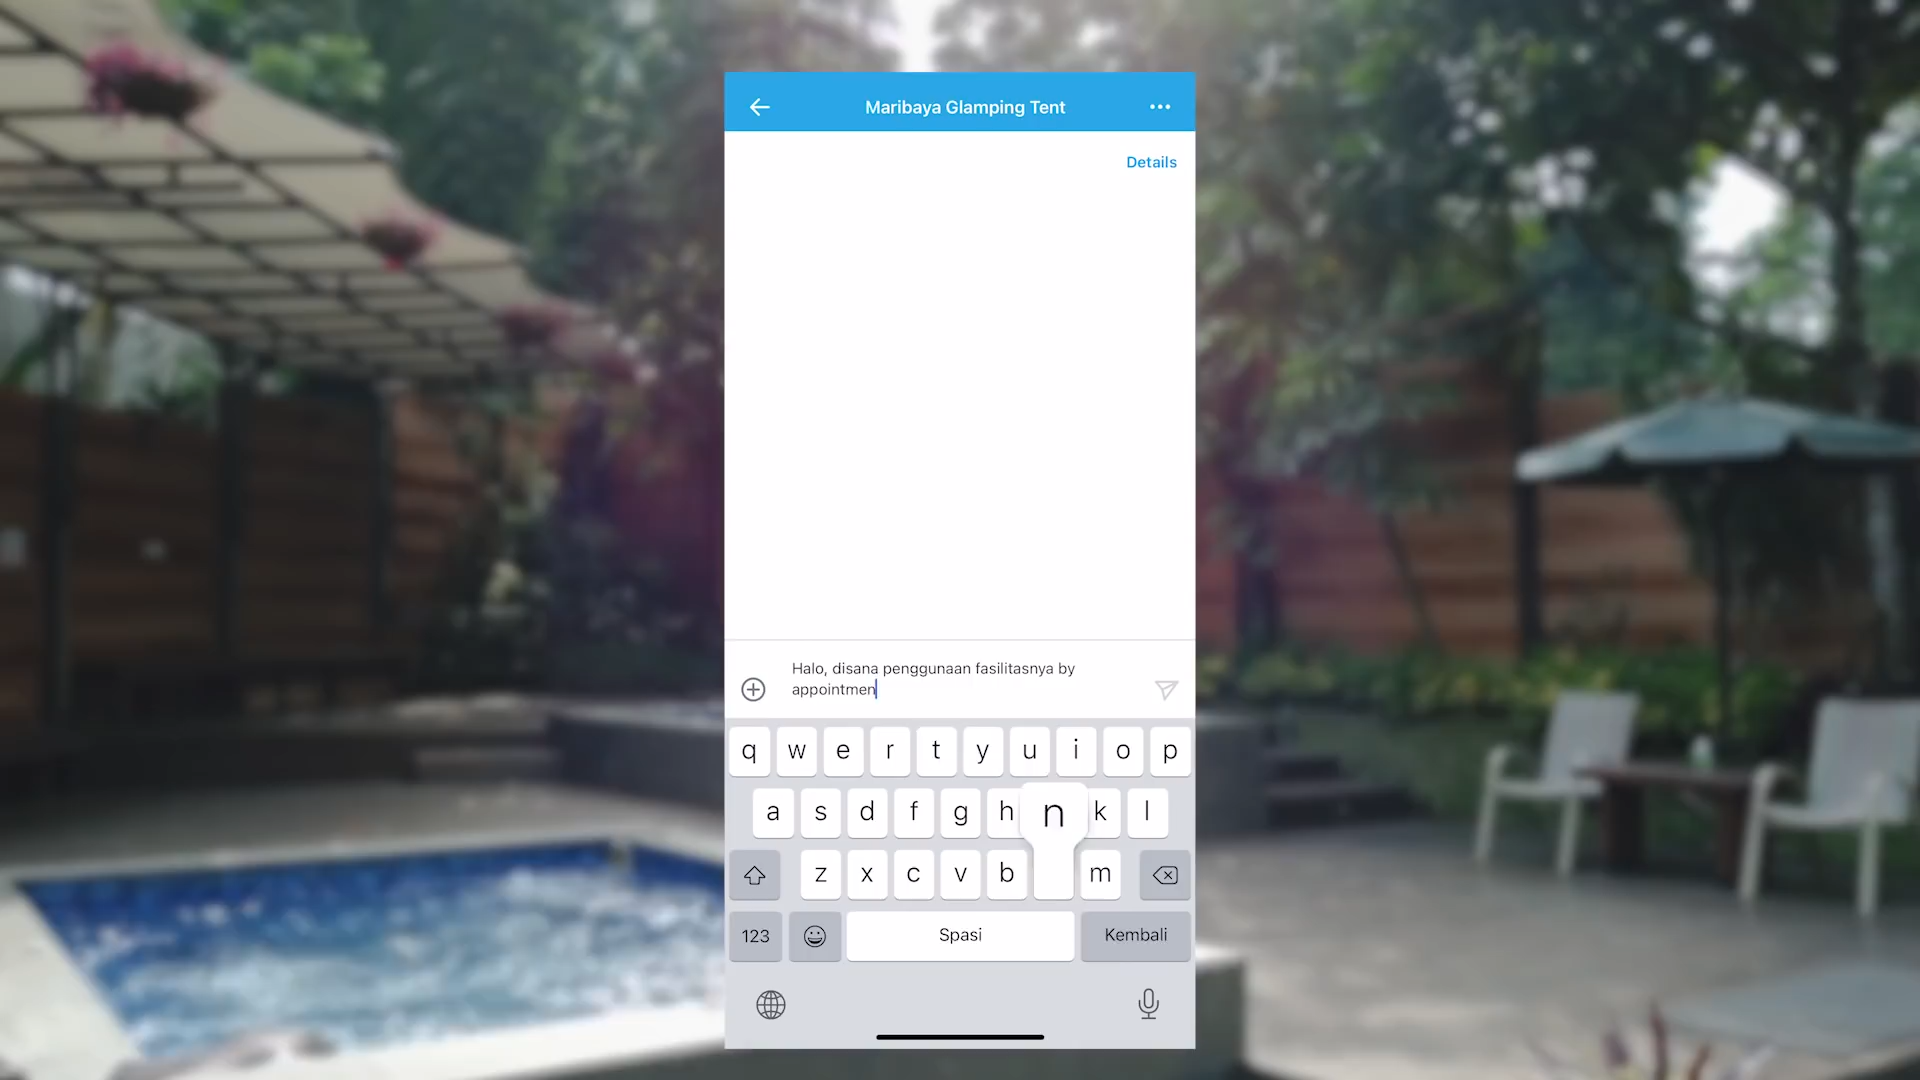 Maribaya Glamping Tent
Details
Halo, disana penggunaan fasilitasnya by
appointmen
q w e r t y u i o p
a s d f g h n k l
z x c v b m
123 Spasi Kembali